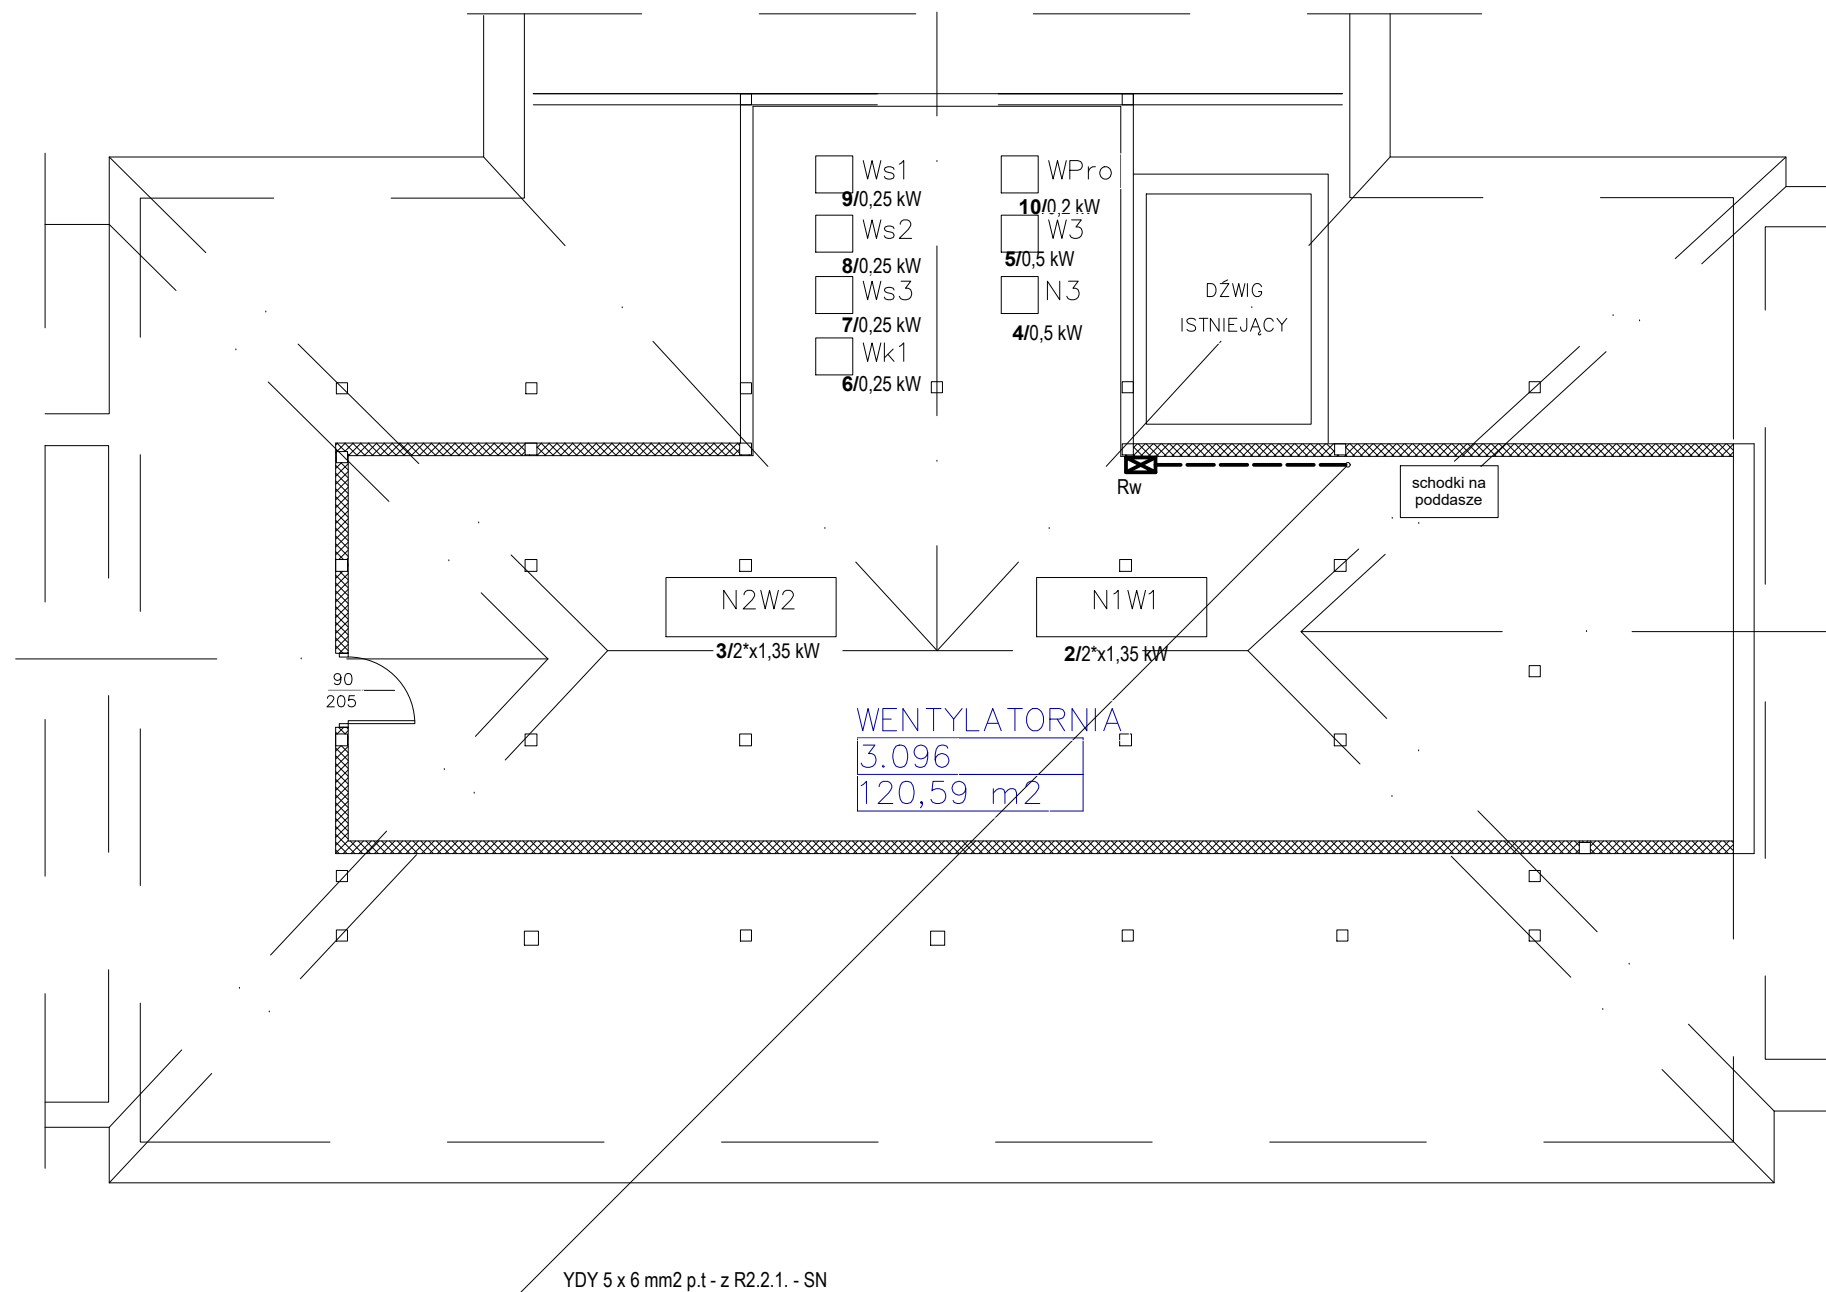 Ws1
9/0,25 kW
Ws2
8/0,25 kW
Ws3
7/0,25 kW
Wk1
6/0,25 kW
WPro
10/0,2 kW
W3
5/0,5 kW
N3
4/0,5 kW
DŹWIG
ISTNIEJĄCY
Rw
schodki na
poddasze
N2W2
3/2*x1,35 kW
N1W1
2/2*x1,35 kW
90
205
WENTYLATORNIA
3.096
120,59 m2
YDY 5 x 6 mm2 p.t - z R2.2.1. - SN